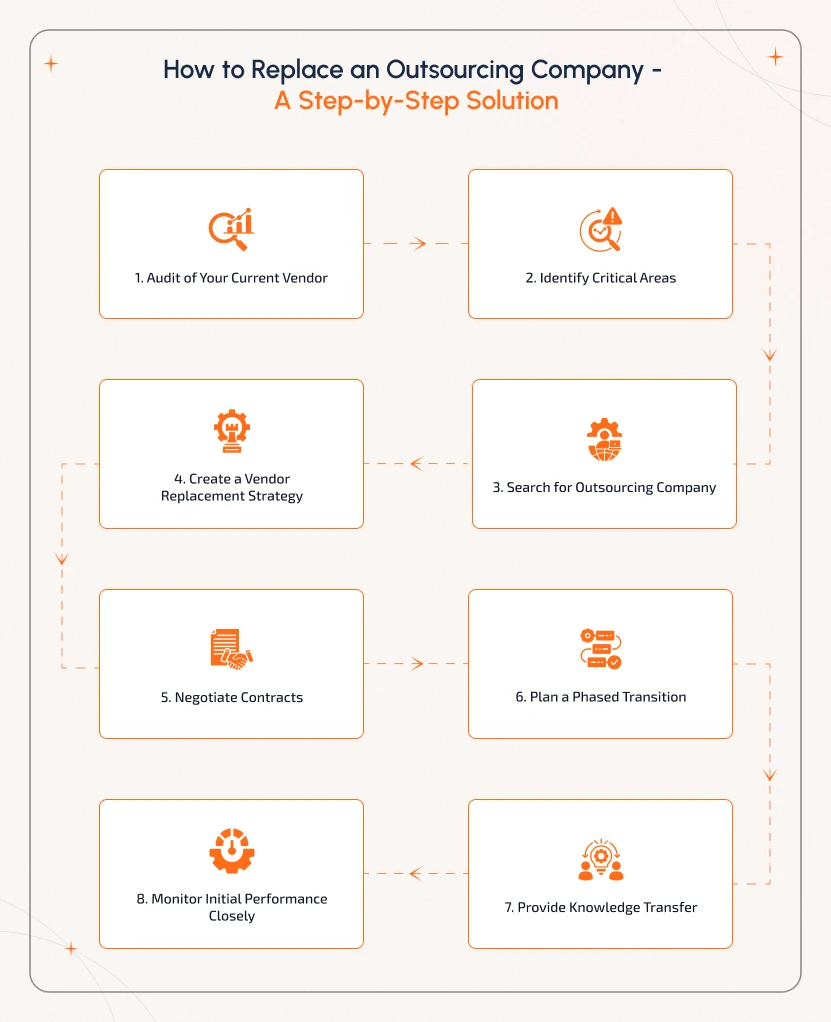 How to Replace an Outsourcing Company -
A Step-by-Step Solution
1. Audit of Your Current Vendor
2. Identify Critical Areas
3. Search for Outsourcing Company
4. Create a Vendor
Replacement Strategy
5. Negotiate Contracts
6. Plan a Phased Transition
7. Provide Knowledge Transfer
8. Monitor Initial Performance
Closely